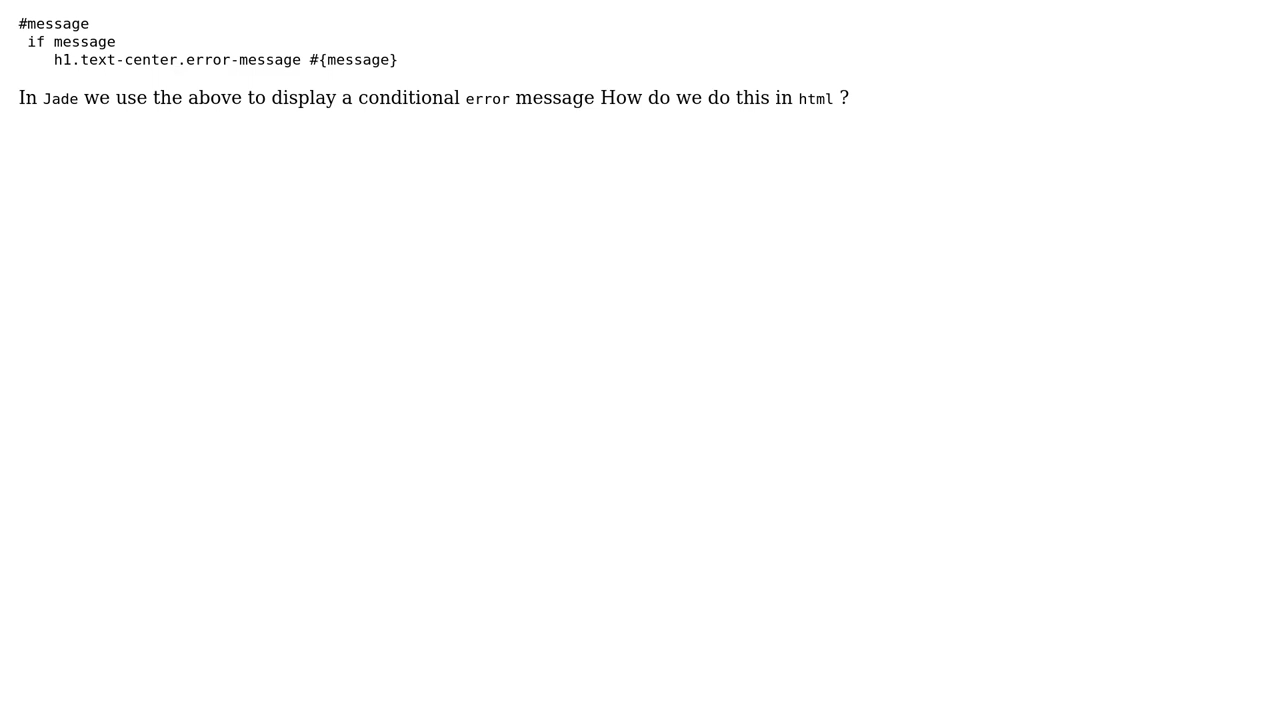 #message
 if message
    h1.text-center.error-message #{message}
In Jade we use the above to display a conditional error message How do we do this in html ?